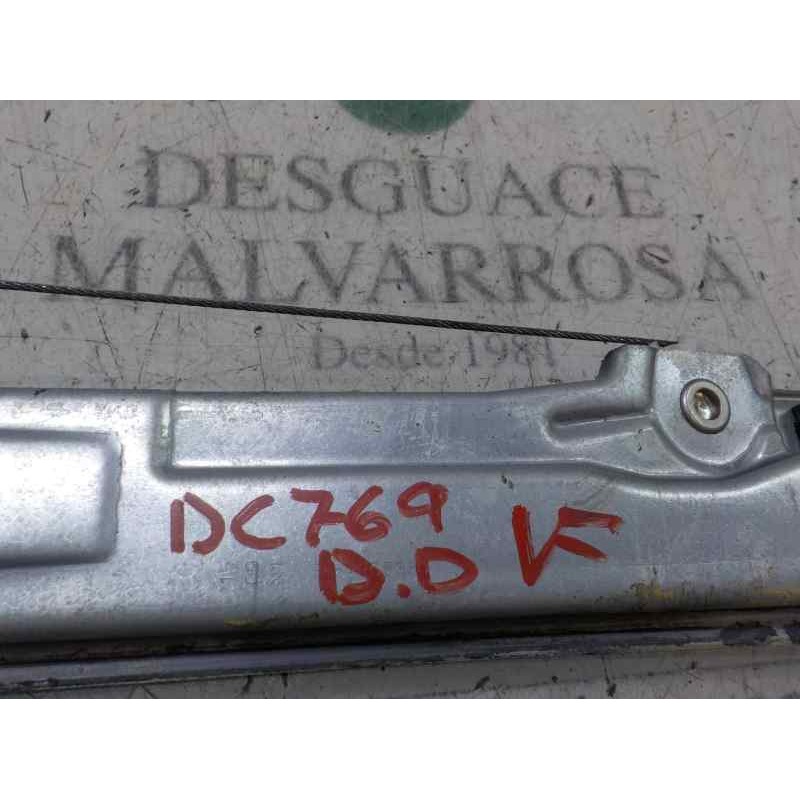 DESGUACE
MALVARROSA
Desde 1981
DC769
D.D